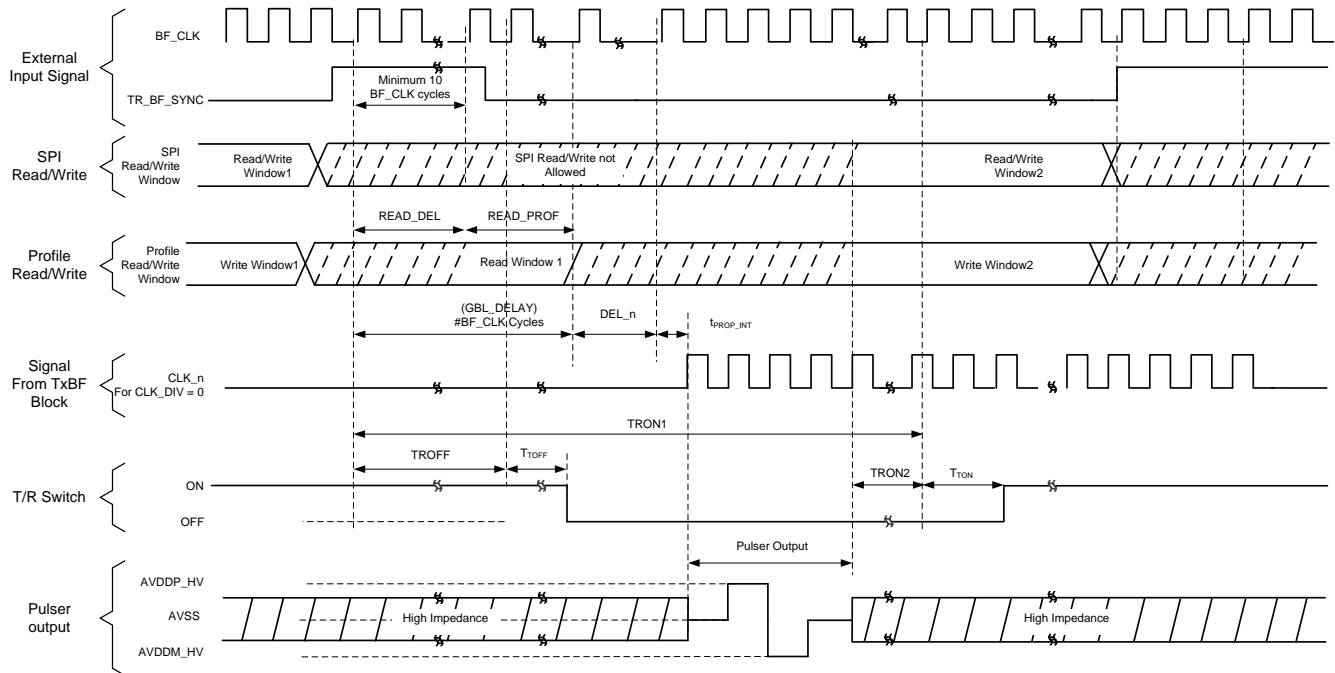 External
Input Signal
BF_CLK
TR_BF_SYNC
Minimum 10
BF_CLK cycles
SPI
Read/Write
SPI
Read/Write
Window
Read/Write
Window1
SPI Read/Write not
Allowed
Read/Write
Window2
READ_DEL
READ_PROF
Profile
Read/Write
Profile
Read/Write
Window
Write Window1
Read Window 1
Write Window2
(GBL_DELAY)
#BF_CLK Cycles
DEL_n
tPROP_INT
Signal
From TxBF
Block
CLK_n
For CLK_DIV = 0
TRON1
TROFF
TTOFF
TRON2
TTON
T/R Switch
ON
OFF
Pulser Output
Pulser
output
AVDDP_HV
AVSS
AVDDM_HV
High Impedance
High Impedance